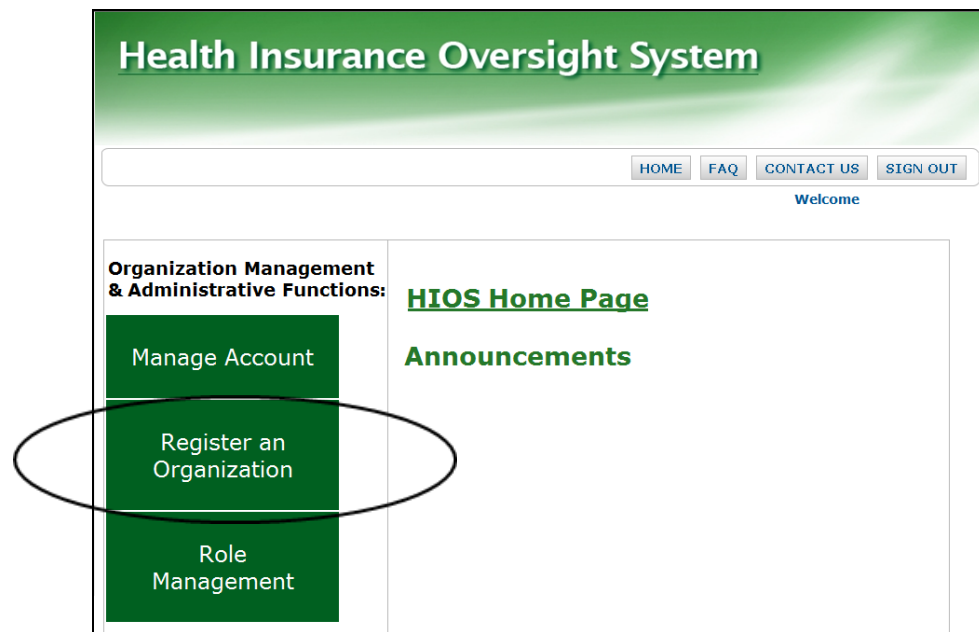 Health Insurance Oversight System
HOME FAQ CONTACT US SIGN OUT
Welcome
Organization Management
& Administrative Functions:
Manage Account
Register an
Organization
Role
Management
HIOS Home Page
Announcements